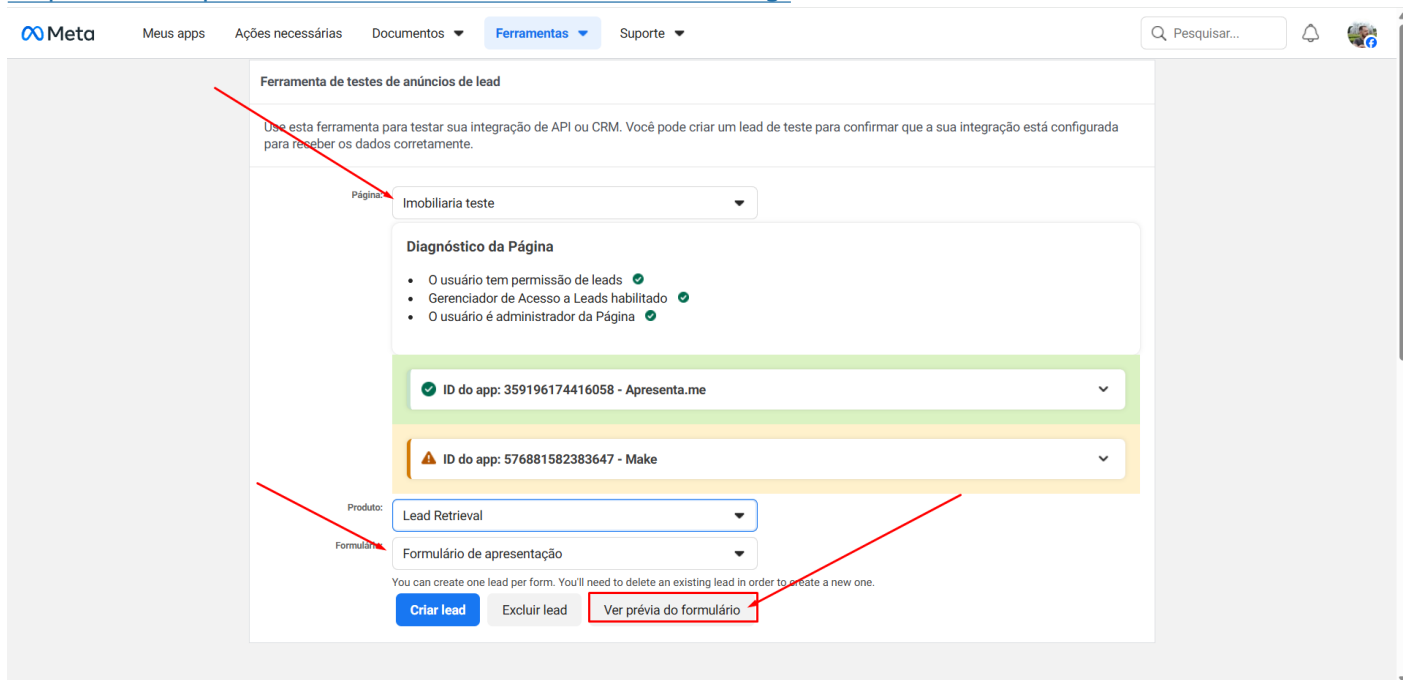 Meta
Meus apps
Ações necessárias
Documentos
Ferramentas
Suporte
Pesquisar...
Ferramenta de testes de anúncios de lead
Use esta ferramenta para testar sua integração de API ou CRM. Você pode criar um lead de teste para confirmar que a sua integração está configurada
para receber os dados corretamente.
Página:
Imobiliaria teste
Diagnóstico da Página
O usuário tem permissão de leads
Gerenciador de Acesso a Leads habilitado
O usuário é administrador da Página
ID do app: 359196174416058 - Apresenta.me
ID do app: 576881582383647 - Make
Produto:
Lead Retrieval
Formulário:
Formulário de apresentação
You can create one lead per form. You'll need to delete an existing lead in order to create a new one.
Criar lead
Excluir lead
Ver prévia do formulário